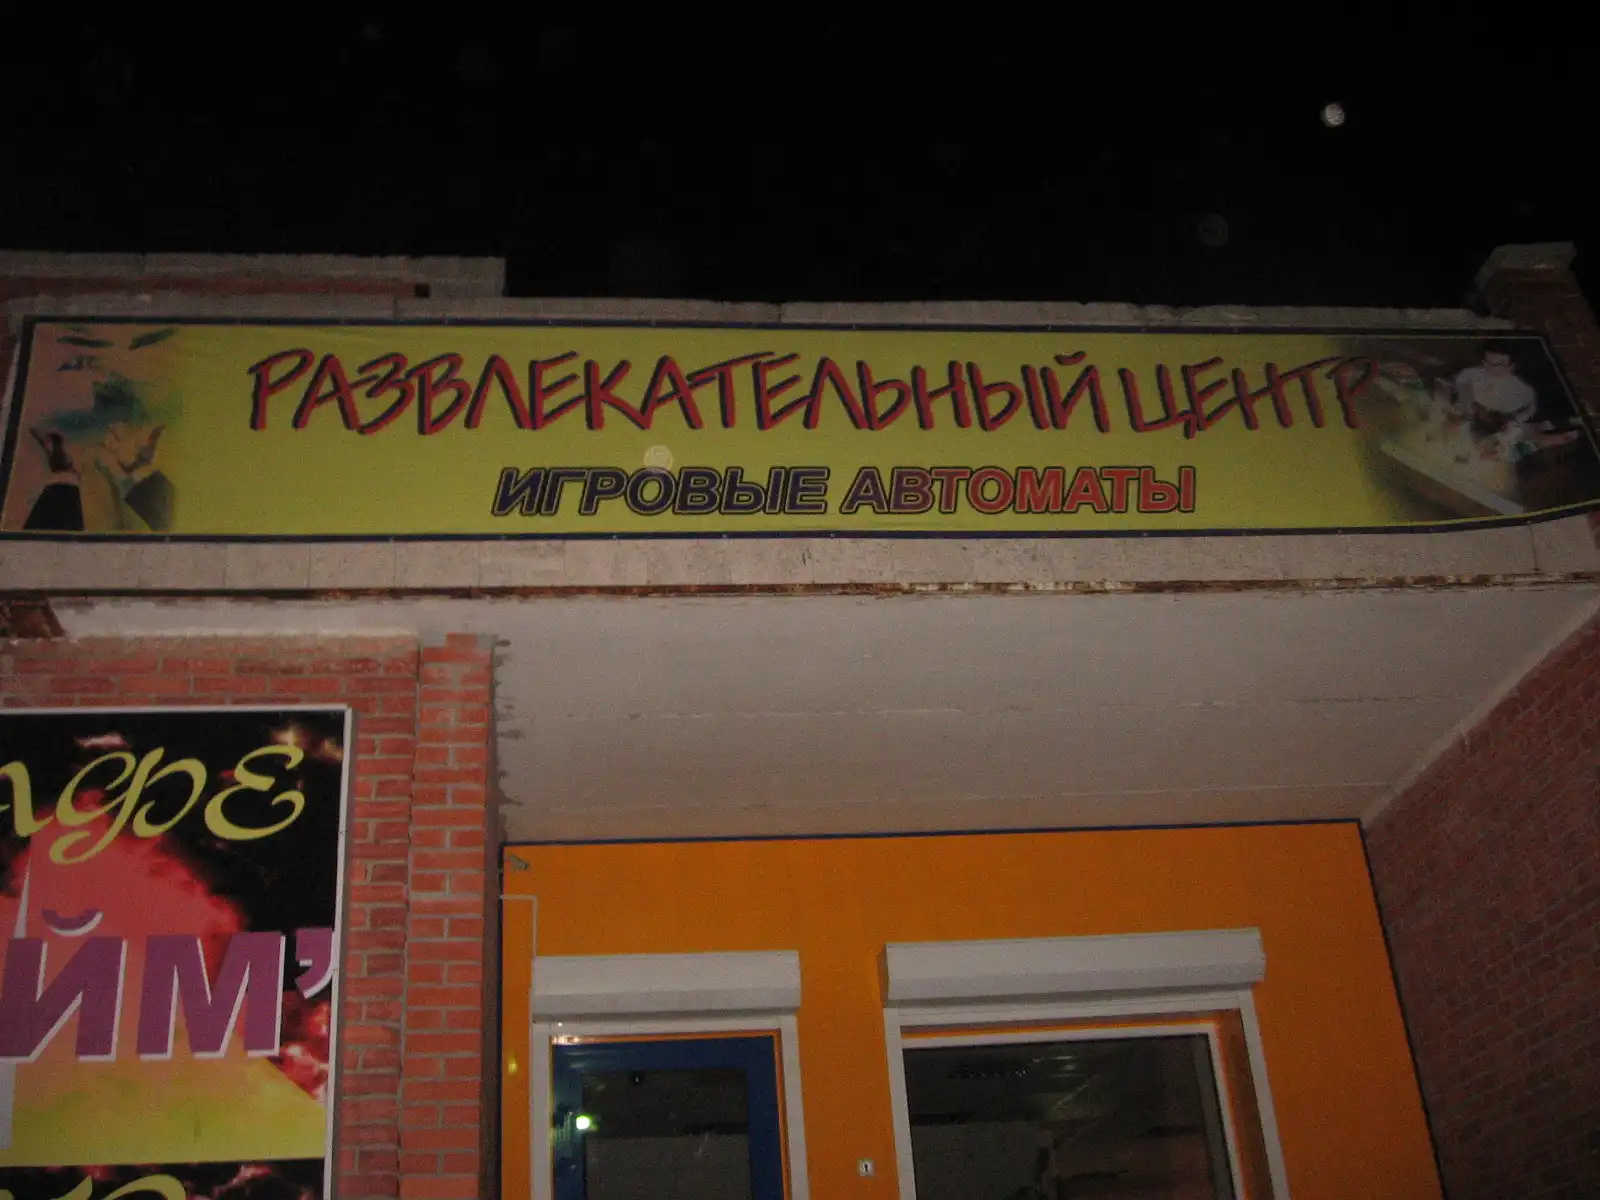 РАЗВЛЕКАТЕЛЬНЫЙ ЦЕНТР
ИГРОВЫЕ АВТОМАТЫ
АФЕ
ЙМ"